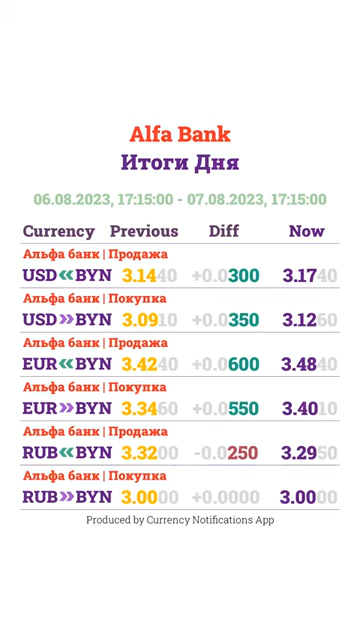 Alfa Bank
Итоги Дня
06.08.2023, 17:15:00 - 07.08.2023, 17:15:00
Currency Previous Diff Now
Альфа банк | Продажа
USD«BYN 3.1440 +0.0300 3.1740
Альфа банк | Покупка
USD»BYN 3.0910 +0.0350 3.1260
Альфа банк | Продажа
EUR«BYN 3.4240 +0.0600 3.4840
Альфа банк | Покупка
EUR»BYN 3.3460 +0.0550 3.4010
Альфа банк | Продажа
RUB«BYN 3.3200 -0.0250 3.2950
Альфа банк | Покупка
RUB»BYN 3.0000 +0.0000 3.0000
Produced by Currency Notifications App